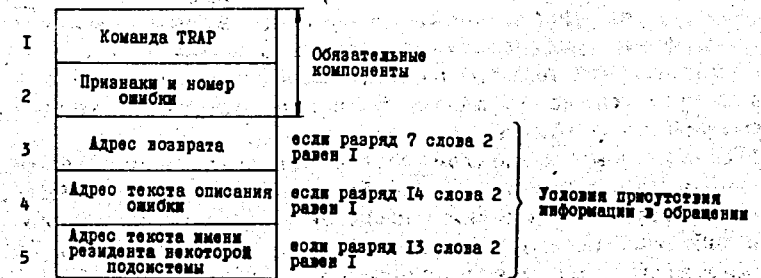 I
Команда TRAP
Обязательные
компоненты
2
Признаки и номер
ошибки
3
Адрес возврата
если разряд 7 слова 2
равен I
4
Адрес текста описания
ошибки
если разряд I4 слова 2
равен I
Условия присутствия
информации в обращении
5
Адрес текста имени
резидента некоторой
подсистемы
если разряд I3 слова 2
равен I